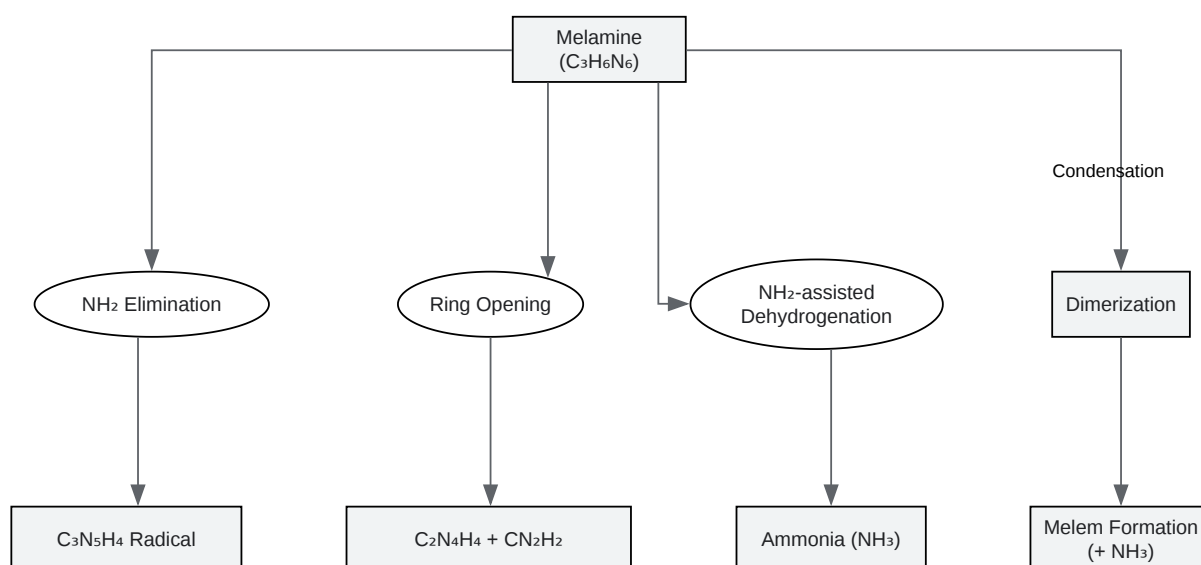 Melamine
(C₃H₆N₆)
Condensation
NH₂ Elimination
Ring Opening
NH₂-assisted
Dehydrogenation
Dimerization
C₃N₅H₄ Radical
C₂N₄H₄ + CN₂H₂
Ammonia (NH₃)
Melem Formation
(+ NH₃)